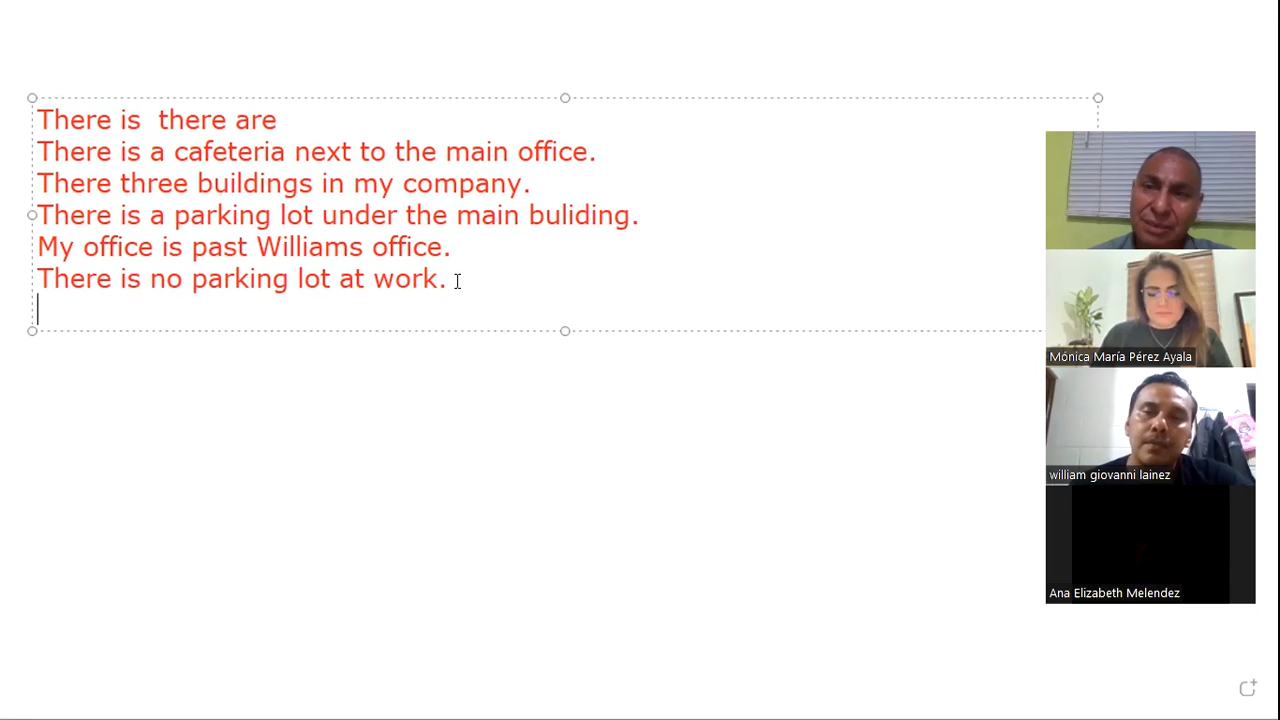 There is  there are
There is a cafeteria next to the main office.
There three buildings in my company.
There is a parking lot under the main buliding.
My office is past Williams office.
There is no parking lot at work.
Mónica María Pérez Ayala
william giovanni lainez
Ana Elizabeth Melendez